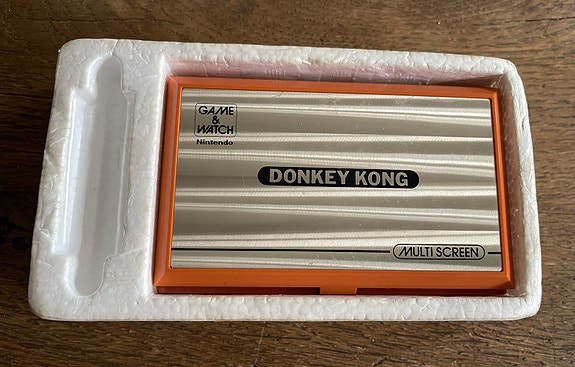 GAME
&
WATCH
Nintendo
DONKEY KONG
MULTI SCREEN